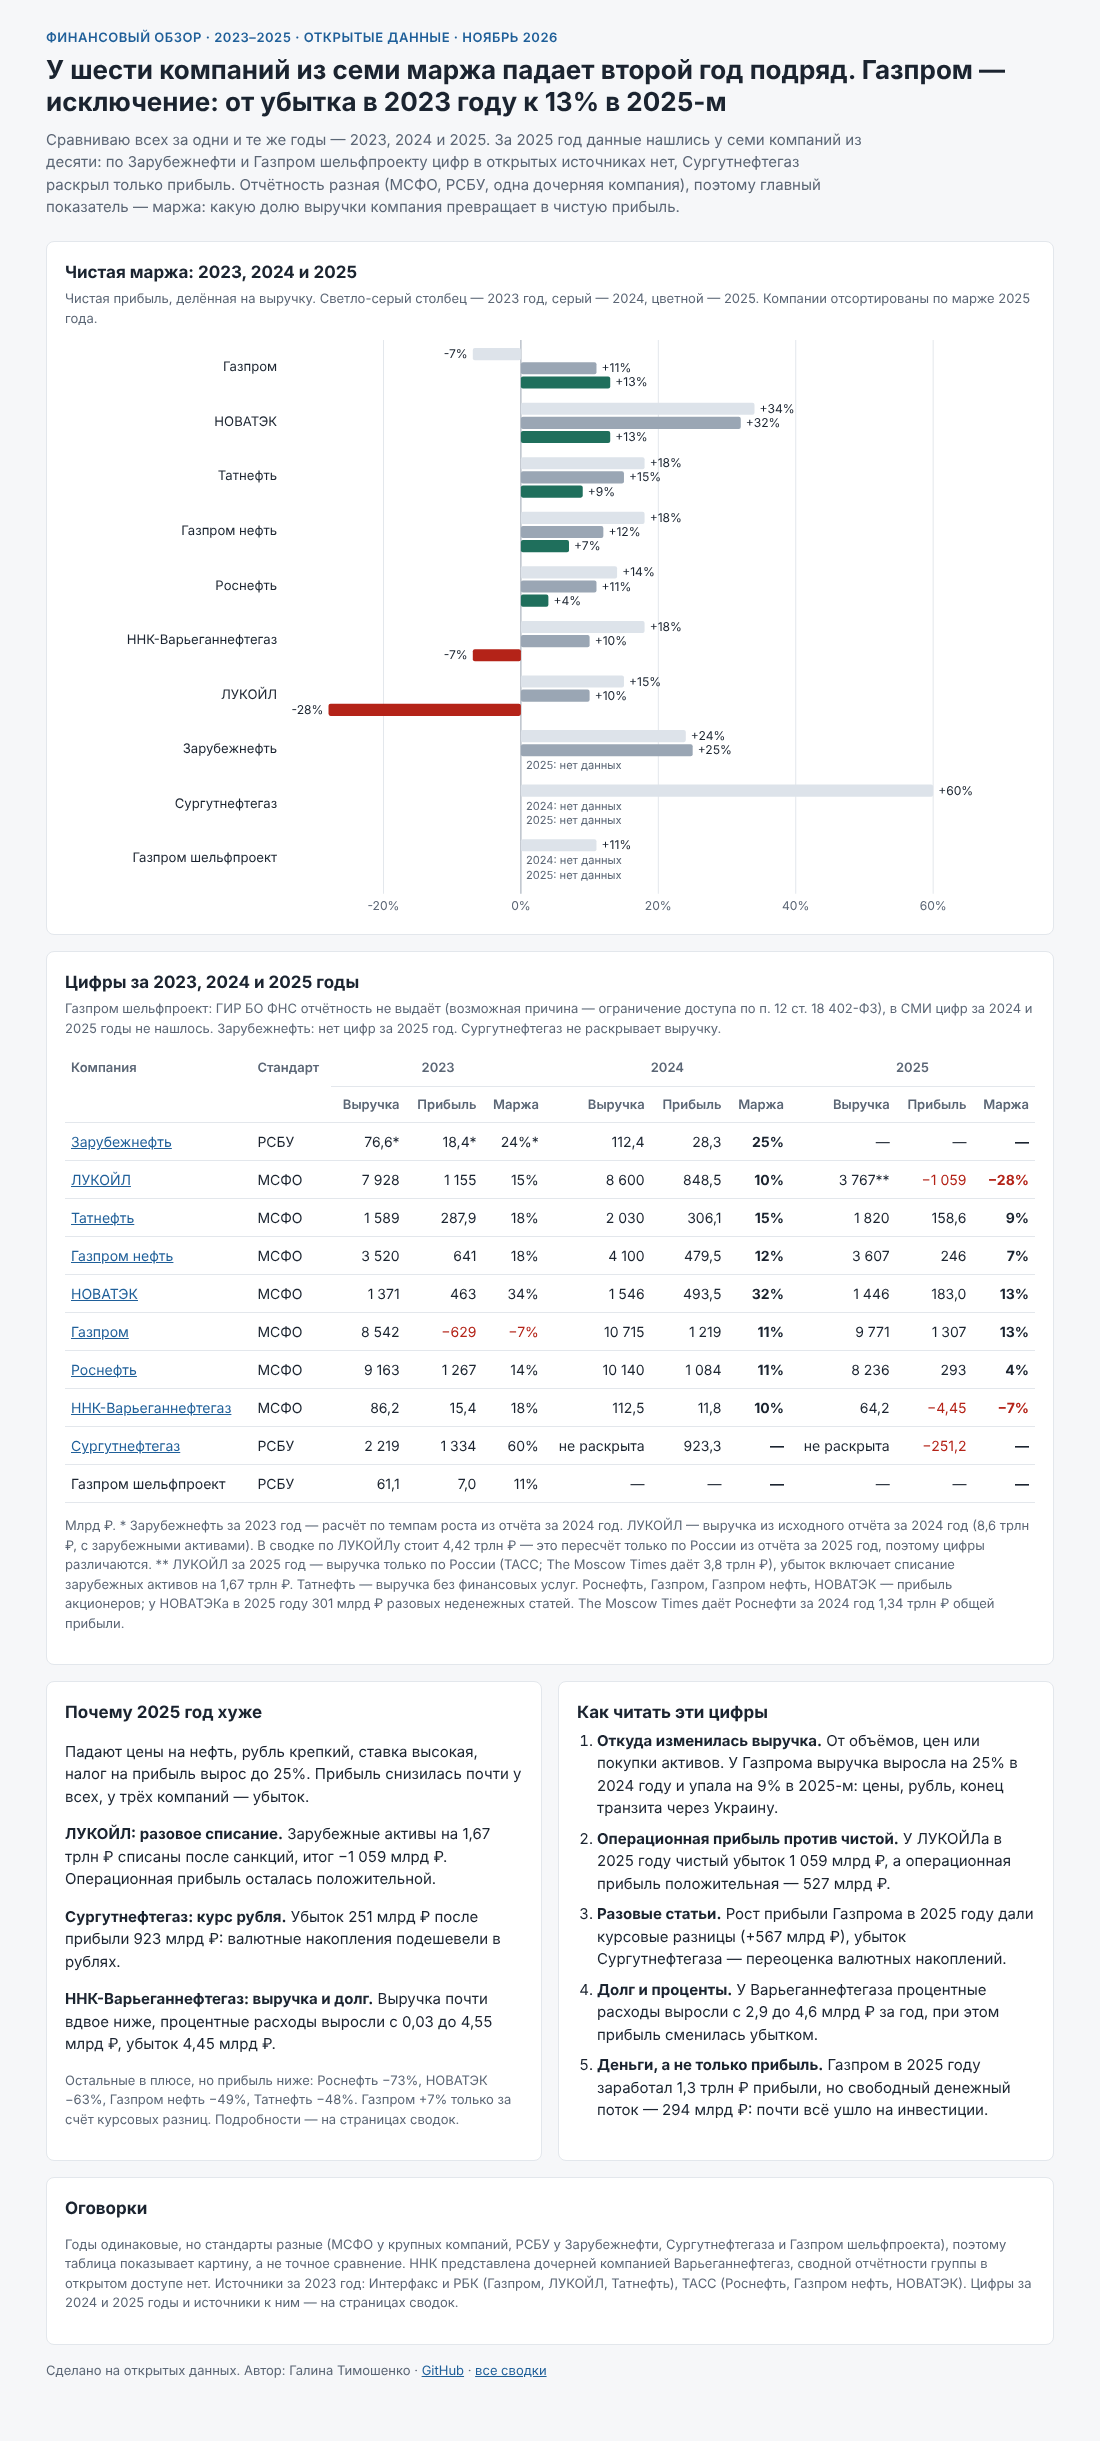 ФИНАНСОВЫЙ ОБЗОР · 2023–2025 · ОТКРЫТЫЕ ДАННЫЕ · НОЯБРЬ 2026
У шести компаний из семи маржа падает второй год подряд. Газпром —
исключение: от убытка в 2023 году к 13% в 2025-м
Сравниваю всех за одни и те же годы — 2023, 2024 и 2025. За 2025 год данные нашлись у семи компаний из
десяти: по Зарубежнефти и Газпром шельфпроекту цифр в открытых источниках нет, Сургутнефтегаз
раскрыл только прибыль. Отчётность разная (МСФО, РСБУ, одна дочерняя компания), поэтому главный
показатель — маржа: какую долю выручки компания превращает в чистую прибыль.
Чистая маржа: 2023, 2024 и 2025
Чистая прибыль, делённая на выручку. Светло-серый столбец — 2023 год, серый — 2024, цветной — 2025. Компании отсортированы по марже 2025
года.
-7%
Газпром +11%
+13%
+34%
НОВАТЭК +32%
+13%
+18%
Татнефть +15%
+9%
+18%
Газпром нефть +12%
+7%
+14%
Роснефть +11%
+4%
+18%
ННК-Варьеганнефтегаз +10%
-7%
+15%
ЛУКОЙЛ +10%
-28%
+24%
Зарубежнефть +25%
2025: нет данных
+60%
Сургутнефтегаз 2024: нет данных
2025: нет данных
+11%
Газпром шельфпроект 2024: нет данных
2025: нет данных
-20% 0% 20% 40% 60%
Цифры за 2023, 2024 и 2025 годы
Газпром шельфпроект: ГИР БО ФНС отчётность не выдаёт (возможная причина — ограничение доступа по п. 12 ст. 18 402-ФЗ), в СМИ цифр за 2024 и
2025 годы не нашлось. Зарубежнефть: нет цифр за 2025 год. Сургутнефтегаз не раскрывает выручку.
Компания Стандарт 2023 2024 2025
Выручка Прибыль Маржа Выручка Прибыль Маржа Выручка Прибыль Маржа
Зарубежнефть РСБУ 76,6* 18,4* 24%* 112,4 28,3 25% — — —
ЛУКОЙЛ МСФО 7 928 1 155 15% 8 600 848,5 10% 3 767** −1 059 −28%
Татнефть МСФО 1 589 287,9 18% 2 030 306,1 15% 1 820 158,6 9%
Газпром нефть МСФО 3 520 641 18% 4 100 479,5 12% 3 607 246 7%
НОВАТЭК МСФО 1 371 463 34% 1 546 493,5 32% 1 446 183,0 13%
Газпром МСФО 8 542 −629 −7% 10 715 1 219 11% 9 771 1 307 13%
Роснефть МСФО 9 163 1 267 14% 10 140 1 084 11% 8 236 293 4%
ННК-Варьеганнефтегаз МСФО 86,2 15,4 18% 112,5 11,8 10% 64,2 −4,45 −7%
Сургутнефтегаз РСБУ 2 219 1 334 60% не раскрыта 923,3 — не раскрыта −251,2 —
Газпром шельфпроект РСБУ 61,1 7,0 11% — — — — — —
Млрд ₽. * Зарубежнефть за 2023 год — расчёт по темпам роста из отчёта за 2024 год. ЛУКОЙЛ — выручка из исходного отчёта за 2024 год (8,6 трлн
₽, с зарубежными активами). В сводке по ЛУКОЙЛу стоит 4,42 трлн ₽ — это пересчёт только по России из отчёта за 2025 год, поэтому цифры
различаются. ** ЛУКОЙЛ за 2025 год — выручка только по России (ТАСС; The Moscow Times даёт 3,8 трлн ₽), убыток включает списание
зарубежных активов на 1,67 трлн ₽. Татнефть — выручка без финансовых услуг. Роснефть, Газпром, Газпром нефть, НОВАТЭК — прибыль
акционеров; у НОВАТЭКа в 2025 году 301 млрд ₽ разовых неденежных статей. The Moscow Times даёт Роснефти за 2024 год 1,34 трлн ₽ общей
прибыли.
Почему 2025 год хуже
Падают цены на нефть, рубль крепкий, ставка высокая,
налог на прибыль вырос до 25%. Прибыль снизилась почти у
всех, у трёх компаний — убыток.
ЛУКОЙЛ: разовое списание. Зарубежные активы на 1,67
трлн ₽ списаны после санкций, итог −1 059 млрд ₽.
Операционная прибыль осталась положительной.
Сургутнефтегаз: курс рубля. Убыток 251 млрд ₽ после
прибыли 923 млрд ₽: валютные накопления подешевели в
рублях.
ННК-Варьеганнефтегаз: выручка и долг. Выручка почти
вдвое ниже, процентные расходы выросли с 0,03 до 4,55
млрд ₽, убыток 4,45 млрд ₽.
Остальные в плюсе, но прибыль ниже: Роснефть −73%, НОВАТЭК
−63%, Газпром нефть −49%, Татнефть −48%. Газпром +7% только за
счёт курсовых разниц. Подробности — на страницах сводок.
Как читать эти цифры
1. Откуда изменилась выручка. От объёмов, цен или
покупки активов. У Газпрома выручка выросла на 25% в
2024 году и упала на 9% в 2025-м: цены, рубль, конец
транзита через Украину.
2. Операционная прибыль против чистой. У ЛУКОЙЛа в
2025 году чистый убыток 1 059 млрд ₽, а операционная
прибыль положительная — 527 млрд ₽.
3. Разовые статьи. Рост прибыли Газпрома в 2025 году дали
курсовые разницы (+567 млрд ₽), убыток
Сургутнефтегаза — переоценка валютных накоплений.
4. Долг и проценты. У Варьеганнефтегаза процентные
расходы выросли с 2,9 до 4,6 млрд ₽ за год, при этом
прибыль сменилась убытком.
5. Деньги, а не только прибыль. Газпром в 2025 году
заработал 1,3 трлн ₽ прибыли, но свободный денежный
поток — 294 млрд ₽: почти всё ушло на инвестиции.
Оговорки
Годы одинаковые, но стандарты разные (МСФО у крупных компаний, РСБУ у Зарубежнефти, Сургутнефтегаза и Газпром шельфпроекта), поэтому
таблица показывает картину, а не точное сравнение. ННК представлена дочерней компанией Варьеганнефтегаз, сводной отчётности группы в
открытом доступе нет. Источники за 2023 год: Интерфакс и РБК (Газпром, ЛУКОЙЛ, Татнефть), ТАСС (Роснефть, Газпром нефть, НОВАТЭК). Цифры за
2024 и 2025 годы и источники к ним — на страницах сводок.
Сделано на открытых данных. Автор: Галина Тимошенко · GitHub · все сводки